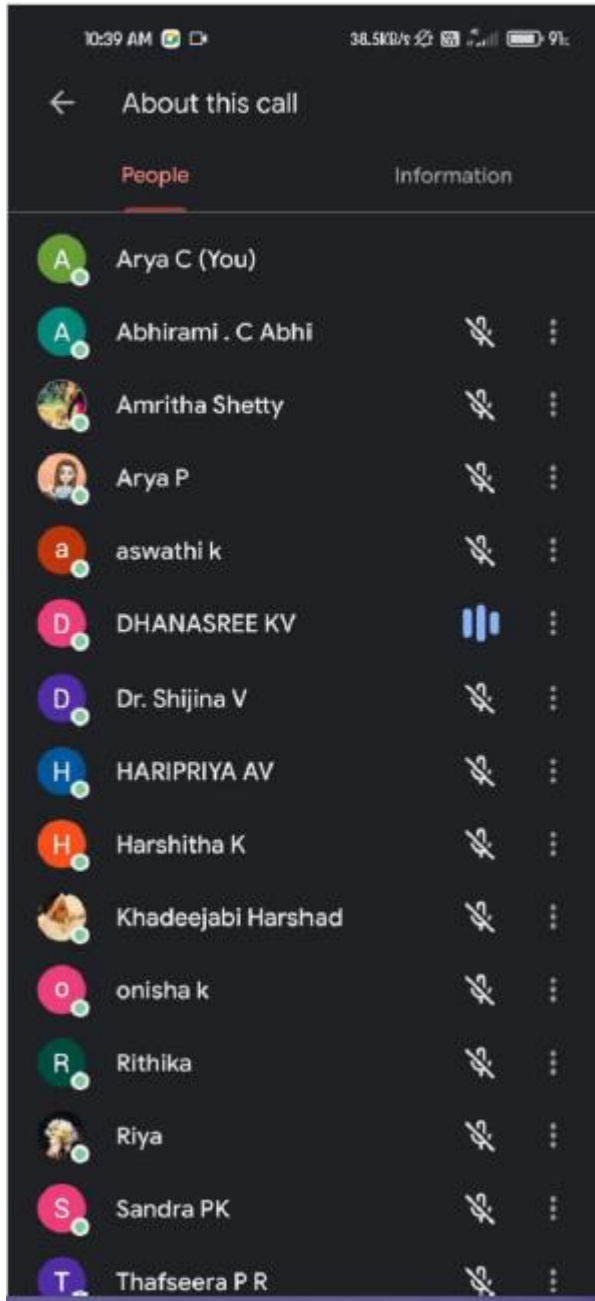 10:39 AM 38.5KB/s 91%
About this call
People Information
A Arya C (You)
A Abhirami . C Abhi
Amritha Shetty
Arya P
a aswathi k
D DHANASREE KV
D Dr. Shijina V
H HARIPRIYA AV
H Harshitha K
Khadeejabi Harshad
o onisha k
R Rithika
Riya
S Sandra PK
T Thafseera P R